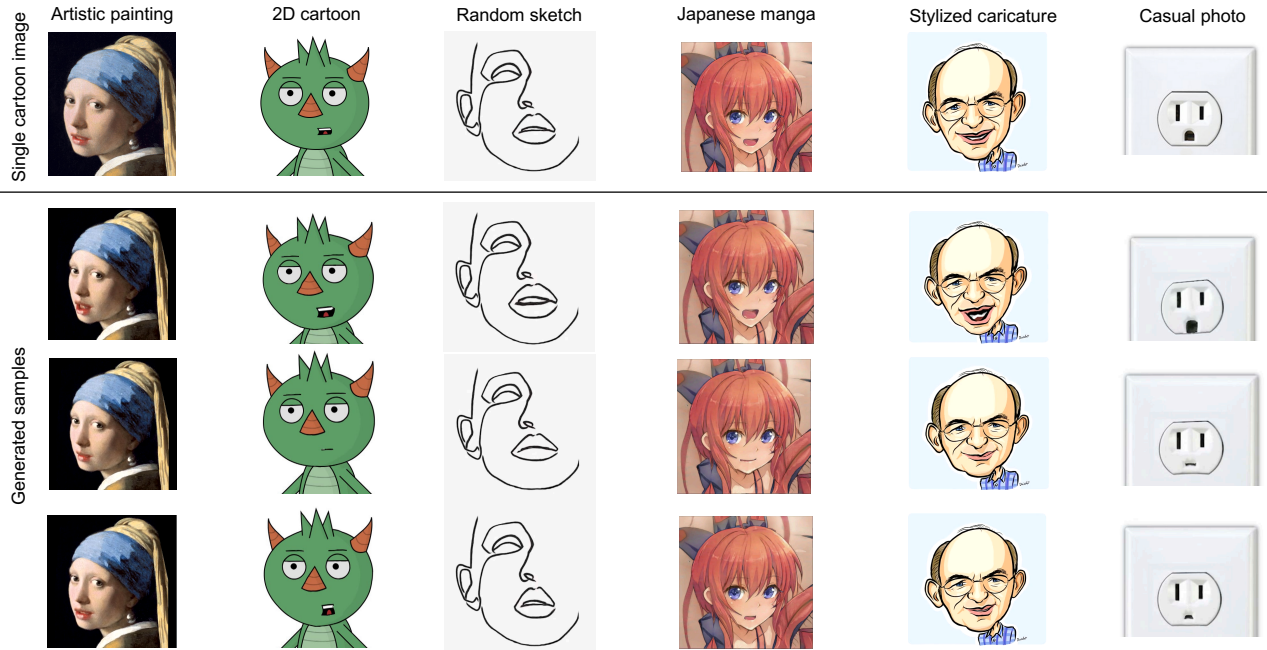 Artistic painting
2D cartoon
Random sketch
Japanese manga
Stylized caricature
Casual photo
Single cartoon image
Generated samples